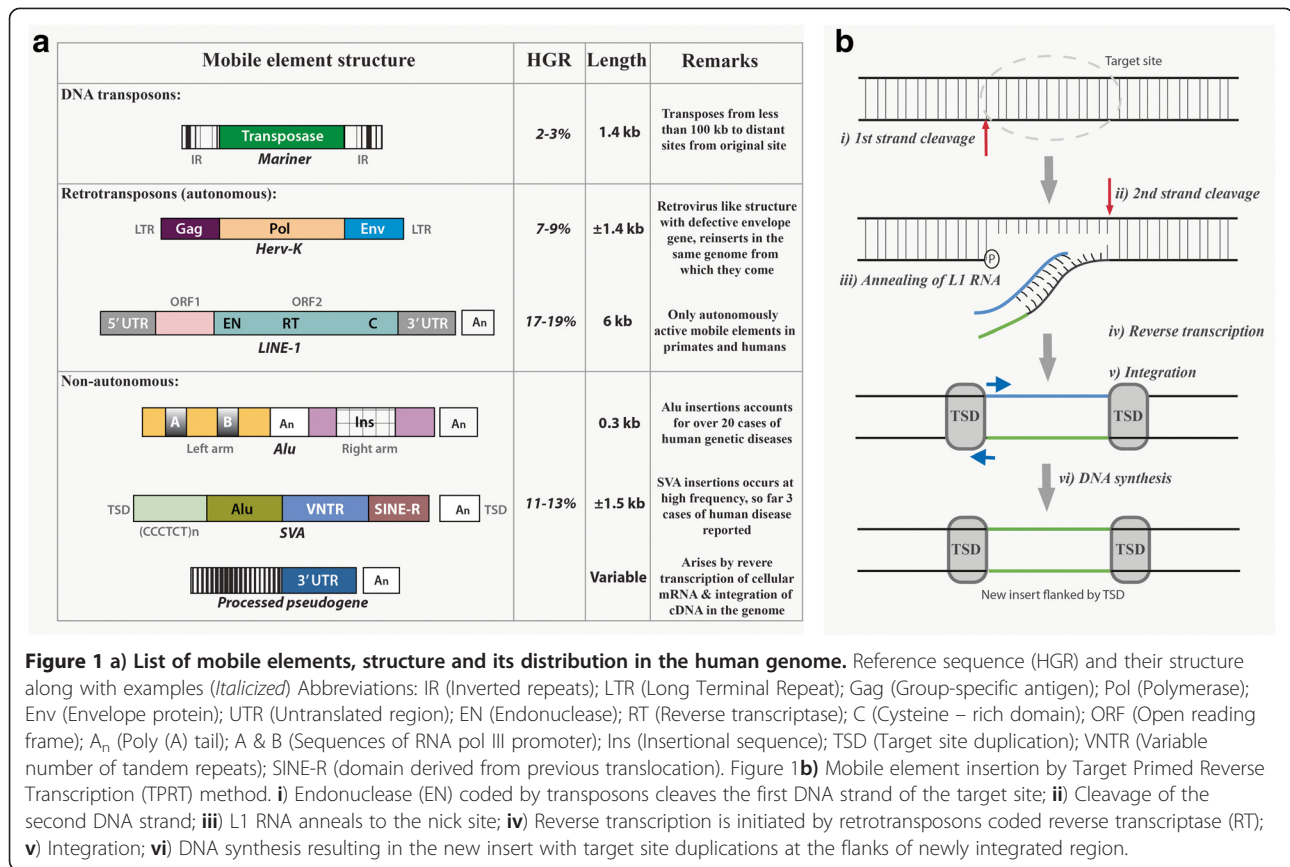 a
Mobile element structure HGR Length Remarks
DNA transposons:
Transposase
IR IR
Mariner
2-3%
1.4 kb
Transposes from less
than 100 kb to distant
sites from original site
Retrotransposons (autonomous):
LTR Gag Pol Env LTR
Herv-K
7-9%
±1.4 kb
Retrovirus like structure
with defective envelope
gene, reinserts in the
same genome from
which they come
ORF1 ORF2
5' UTR EN RT C 3' UTR An
LINE-1
17-19%
6 kb
Only autonomously
active mobile elements in
primates and humans
Non-autonomous:
A B An Ins An
Left arm Alu Right arm
0.3 kb
Alu insertions accounts
for over 20 cases of
human genetic diseases
TSD Alu VNTR SINE-R An TSD
(CCCTCT)n
SVA
11-13%
±1.5 kb
SVA insertions occurs at
high frequency, so far 3
cases of human disease
reported
3' UTR An
Processed pseudogene
Variable
Arises by revere
transcription of cellular
mRNA & integration of
cDNA in the genome
b
Target site
i) 1st strand cleavage
ii) 2nd strand cleavage
P
iii) Annealing of L1 RNA
iv) Reverse transcription
v) Integration
TSD TSD
vi) DNA synthesis
TSD TSD
New insert flanked by TSD
Figure 1 a) List of mobile elements, structure and its distribution in the human genome. Reference sequence (HGR) and their structure
along with examples (Italicized) Abbreviations: IR (Inverted repeats); LTR (Long Terminal Repeat); Gag (Group-specific antigen); Pol (Polymerase);
Env (Envelope protein); UTR (Untranslated region); EN (Endonuclease); RT (Reverse transcriptase); C (Cysteine – rich domain); ORF (Open reading
frame); An (Poly (A) tail); A & B (Sequences of RNA pol III promoter); Ins (Insertional sequence); TSD (Target site duplication); VNTR (Variable
number of tandem repeats); SINE-R (domain derived from previous translocation). Figure 1b) Mobile element insertion by Target Primed Reverse
Transcription (TPRT) method. i) Endonuclease (EN) coded by transposons cleaves the first DNA strand of the target site; ii) Cleavage of the
second DNA strand; iii) L1 RNA anneals to the nick site; iv) Reverse transcription is initiated by retrotransposons coded reverse transcriptase (RT);
v) Integration; vi) DNA synthesis resulting in the new insert with target site duplications at the flanks of newly integrated region.